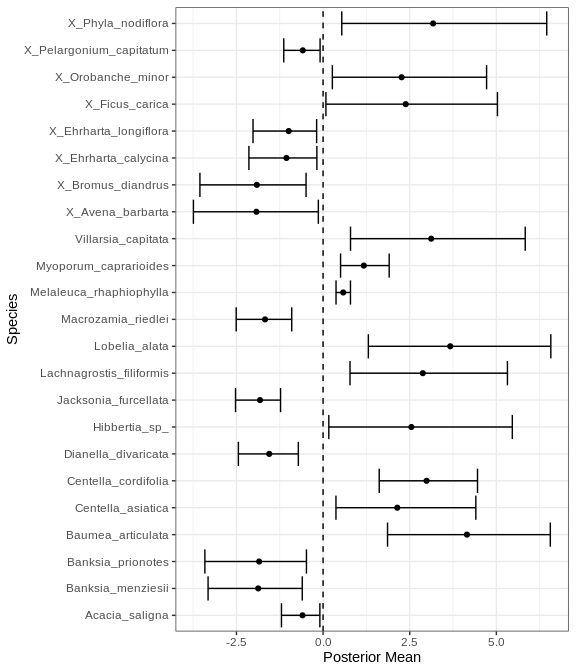 X_Phyla_nodiflora
X_Pelargonium_capitatum
X_Orobanche_minor
X_Ficus_carica
X_Ehrharta_longiflora
X_Ehrharta_calycina
X_Bromus_diandrus
X_Avena_barbarta
Villarsia_capitata
Myoporum_caprarioides
Melaleuca_rhaphiophylla
Macrozamia_riedlei
Lobelia_alata
Lachnagrostis_filiformis
Jacksonia_furcellata
Hibbertia_sp_
Dianella_divaricata
Centella_cordifolia
Centella_asiatica
Baumea_articulata
Banksia_prionotes
Banksia_menziesii
Acacia_saligna
Species
-2.5 0.0 2.5 5.0
Posterior Mean